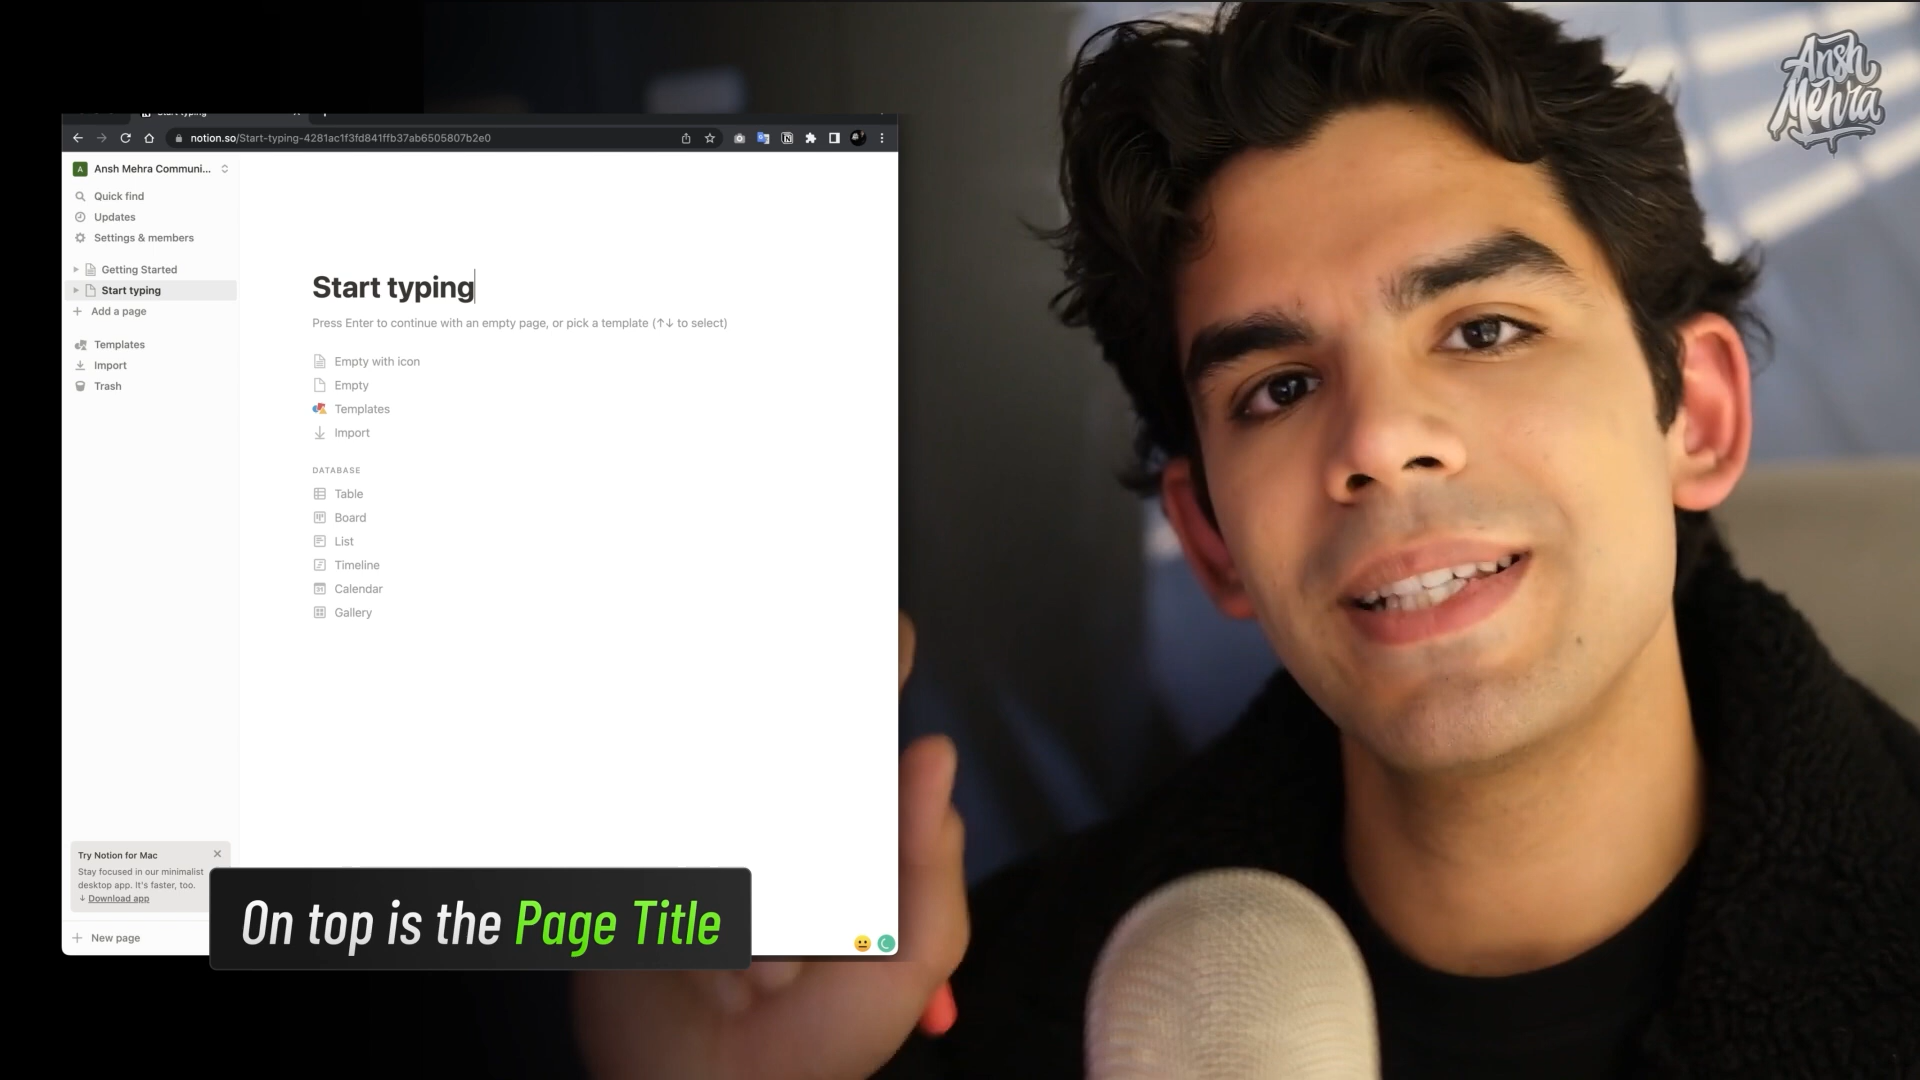 Ansh
Mehra
Start typing
notion.so/Start-typing-4281ac1f3fd841ffb37ab6505807b2e0
A Ansh Mehra Communi...
Quick find
Updates
Settings & members
Getting Started
Start typing
Add a page
Templates
Import
Trash
Start typing
Press Enter to continue with an empty page, or pick a template (↑↓ to select)
Empty with icon
Empty
Templates
Import
DATABASE
Table
Board
List
Timeline
Calendar
Gallery
Try Notion for Mac
Stay focused in our minimalist
desktop app. It's faster, too.
↓ Download app
New page
On top is the Page Title